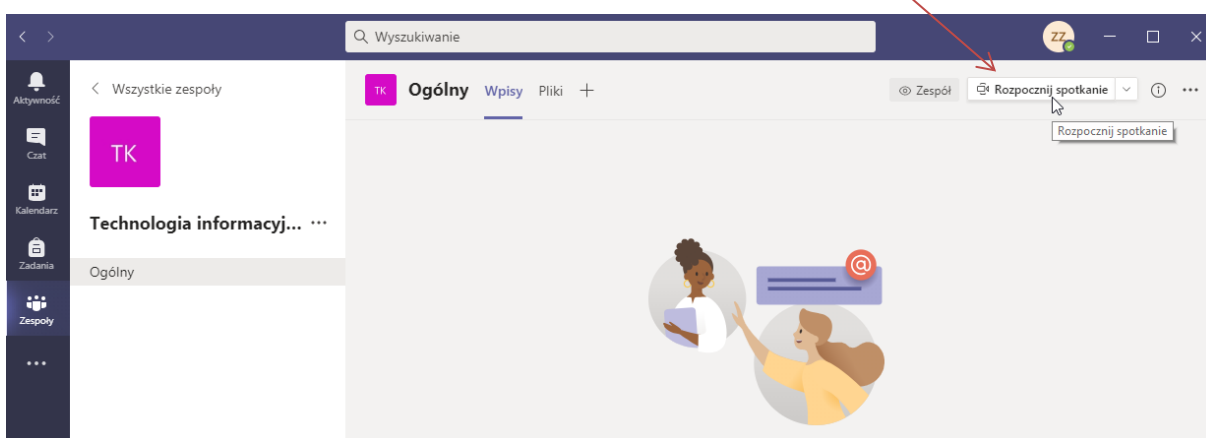 Wyszukiwanie
ZZ
Aktywność
Czat
Kalendarz
Zadania
Zespoły
Wszystkie zespoły
TK
Technologia informacyj...
Ogólny
TK Ogólny Wpisy Pliki
Zespół Rozpocznij spotkanie
Rozpocznij spotkanie
@